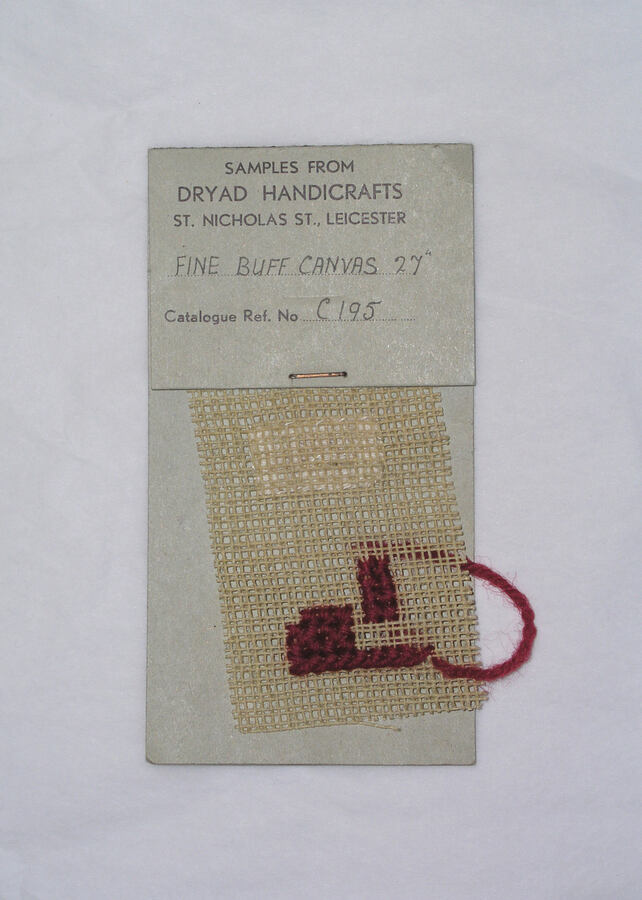 SAMPLES FROM
DRYAD HANDICRAFTS
ST. NICHOLAS ST., LEICESTER
FINE BUFF CANVAS 27"
Catalogue Ref. No C195